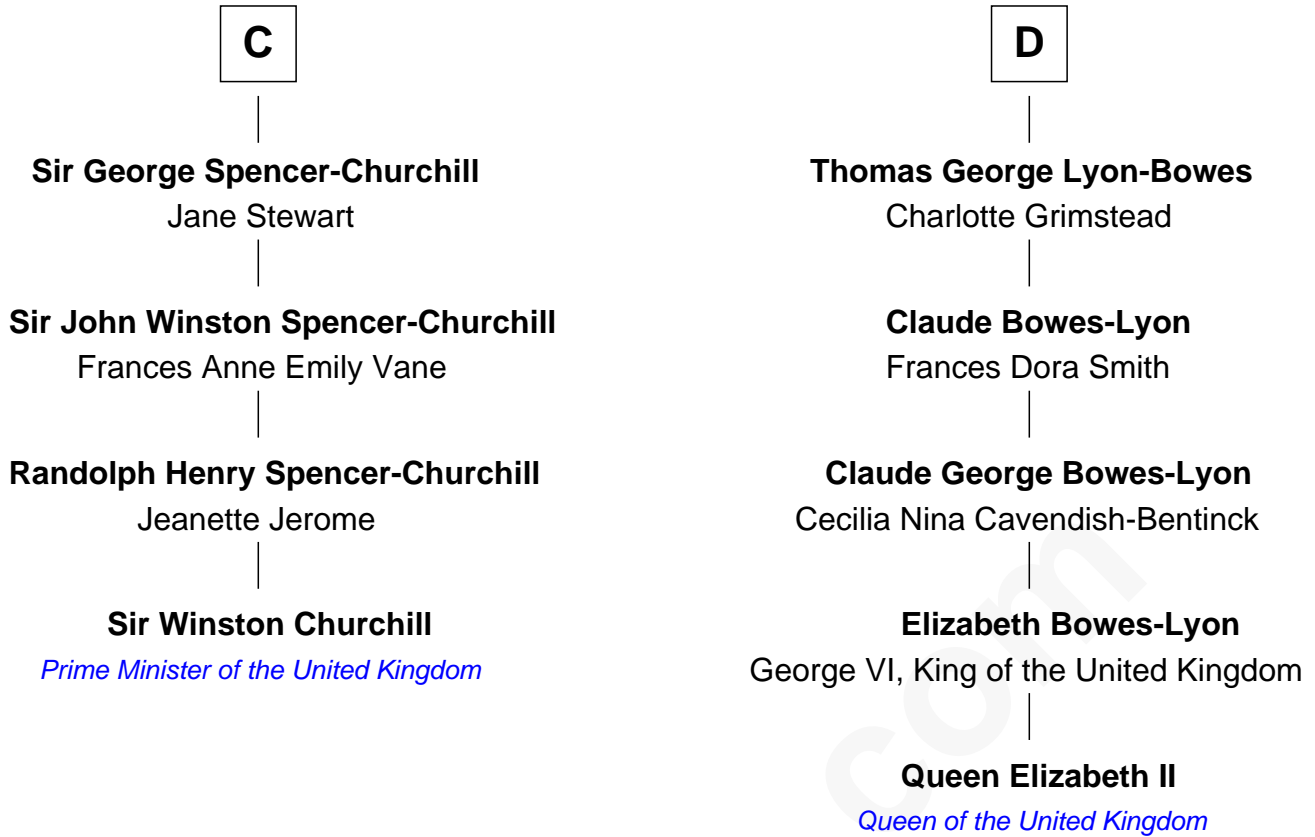 C
Sir George Spencer-Churchill
Jane Stewart
Sir John Winston Spencer-Churchill
Frances Anne Emily Vane
Randolph Henry Spencer-Churchill
Jeanette Jerome
Sir Winston Churchill
Prime Minister of the United Kingdom
D
Thomas George Lyon-Bowes
Charlotte Grimstead
Claude Bowes-Lyon
Frances Dora Smith
Claude George Bowes-Lyon
Cecilia Nina Cavendish-Bentinck
Elizabeth Bowes-Lyon
George VI, King of the United Kingdom
Queen Elizabeth II
Queen of the United Kingdom
com